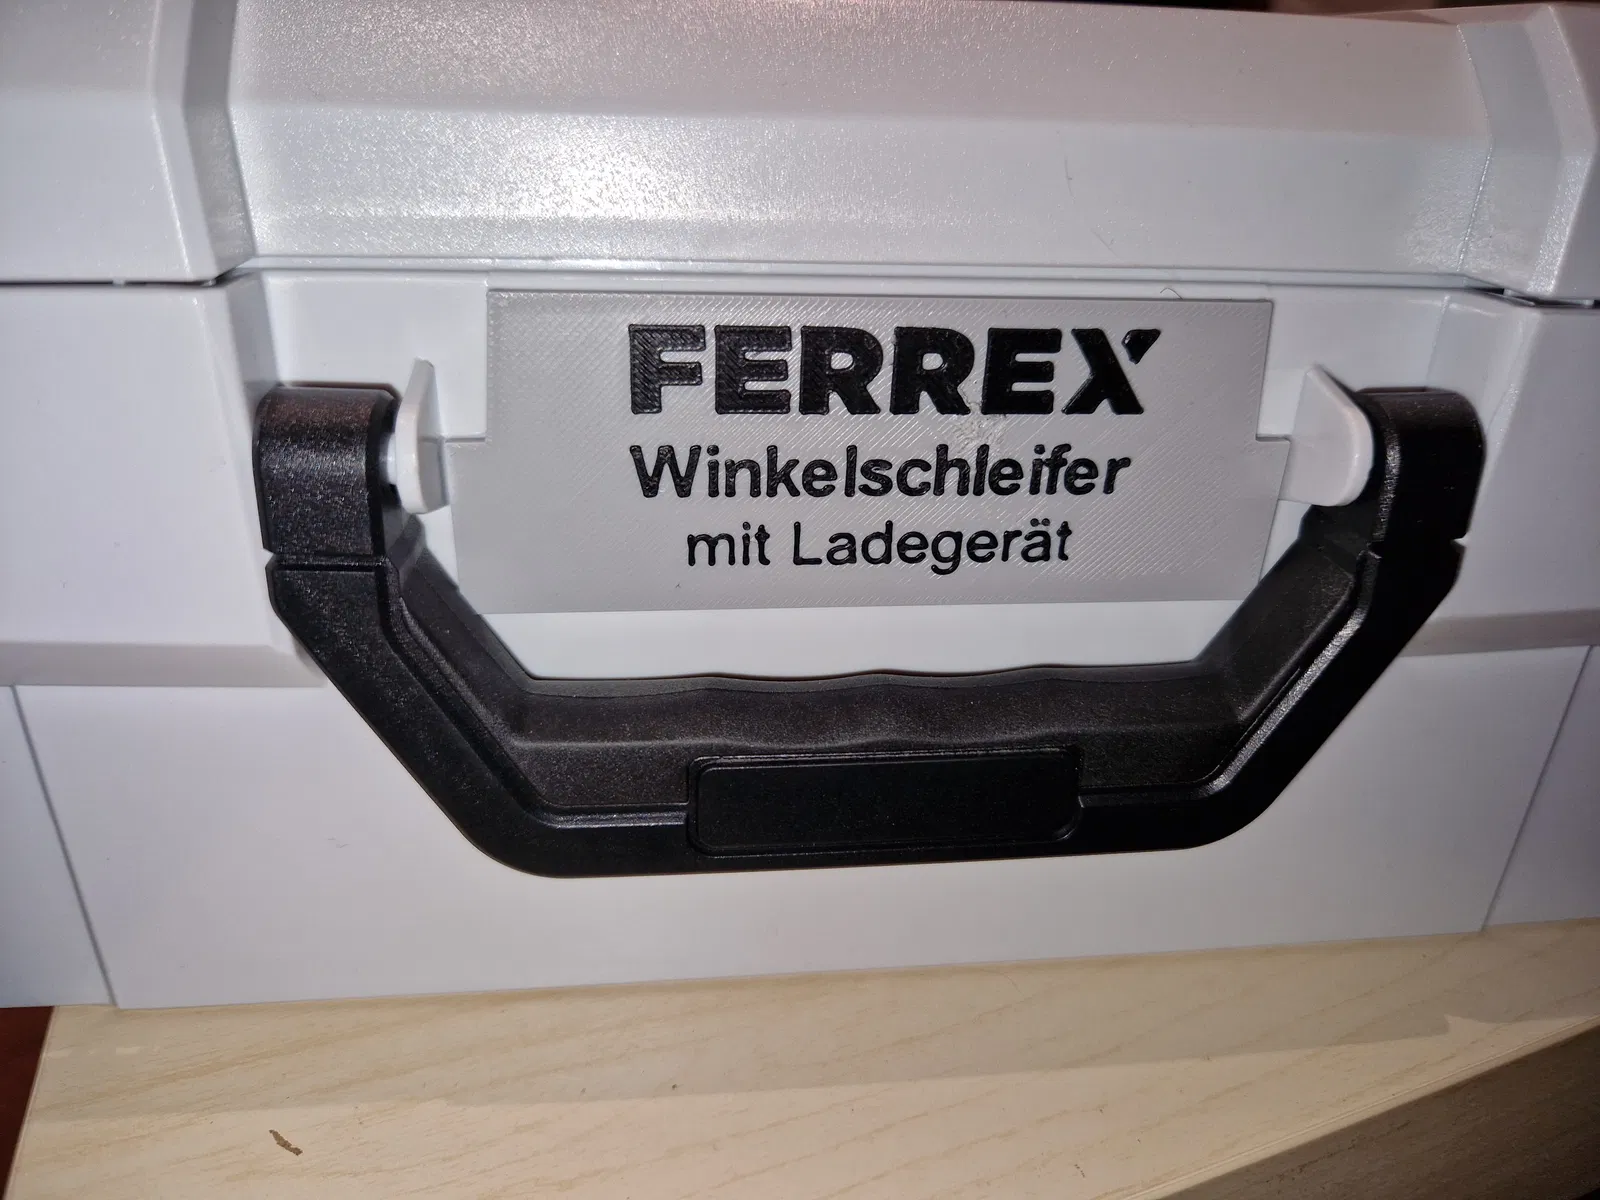 FERREX
Winkelschleifer
mit Ladegerät